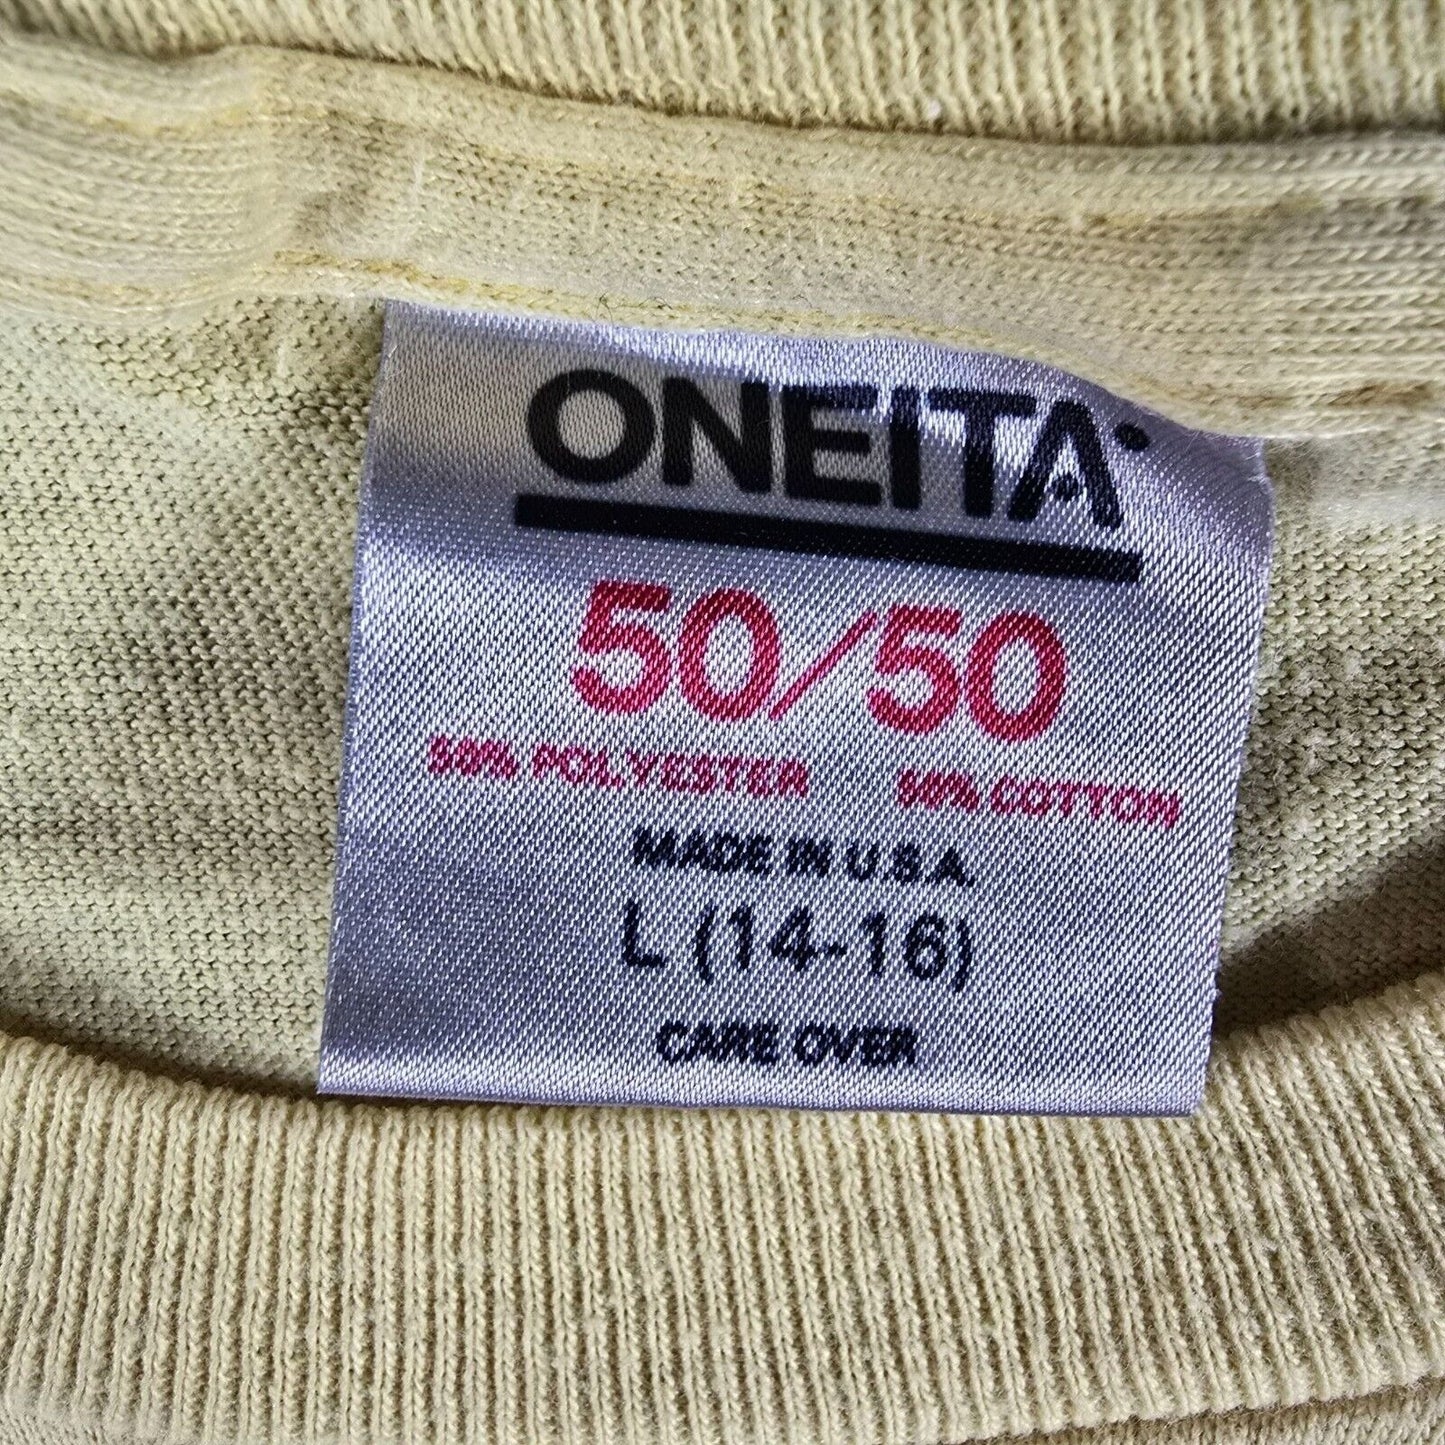 ONEITA
50/50
50% POLYESTER 50% COTTON
MADE IN U.S.A.
L (14-16)
CARE OVER